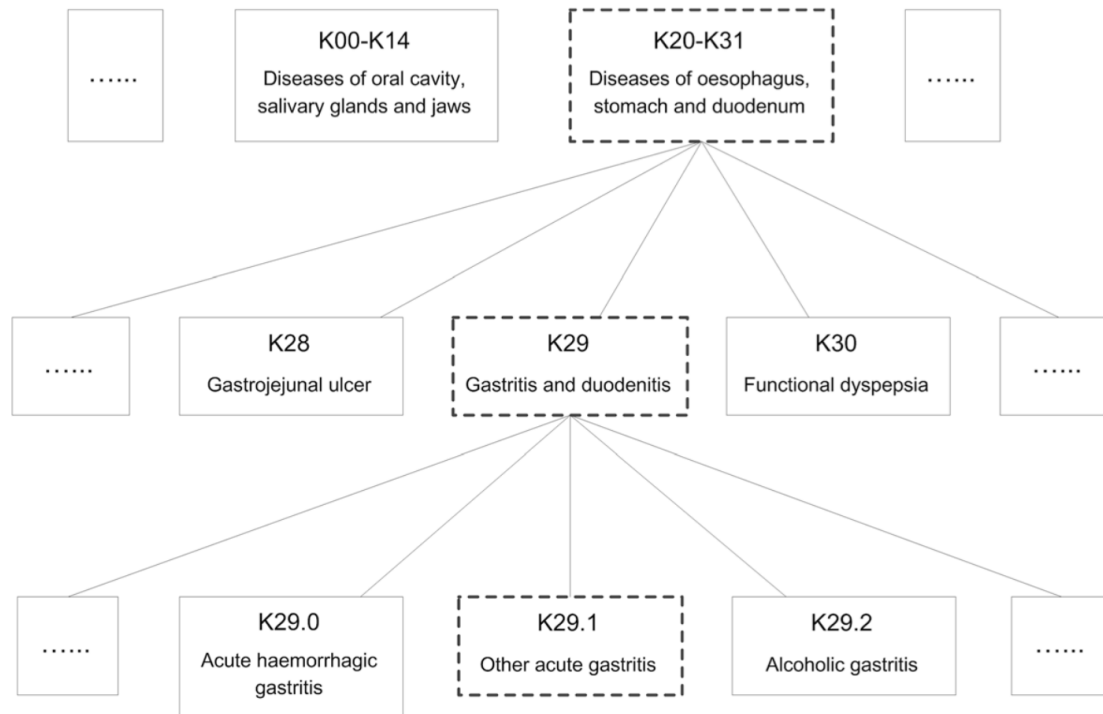 ……
K00-K14
Diseases of oral cavity,
salivary glands and jaws
K20-K31
Diseases of oesophagus,
stomach and duodenum
……
……
K28
Gastrojejunal ulcer
K29
Gastritis and duodenitis
K30
Functional dyspepsia
……
……
K29.0
Acute haemorrhagic
gastritis
K29.1
Other acute gastritis
K29.2
Alcoholic gastritis
……